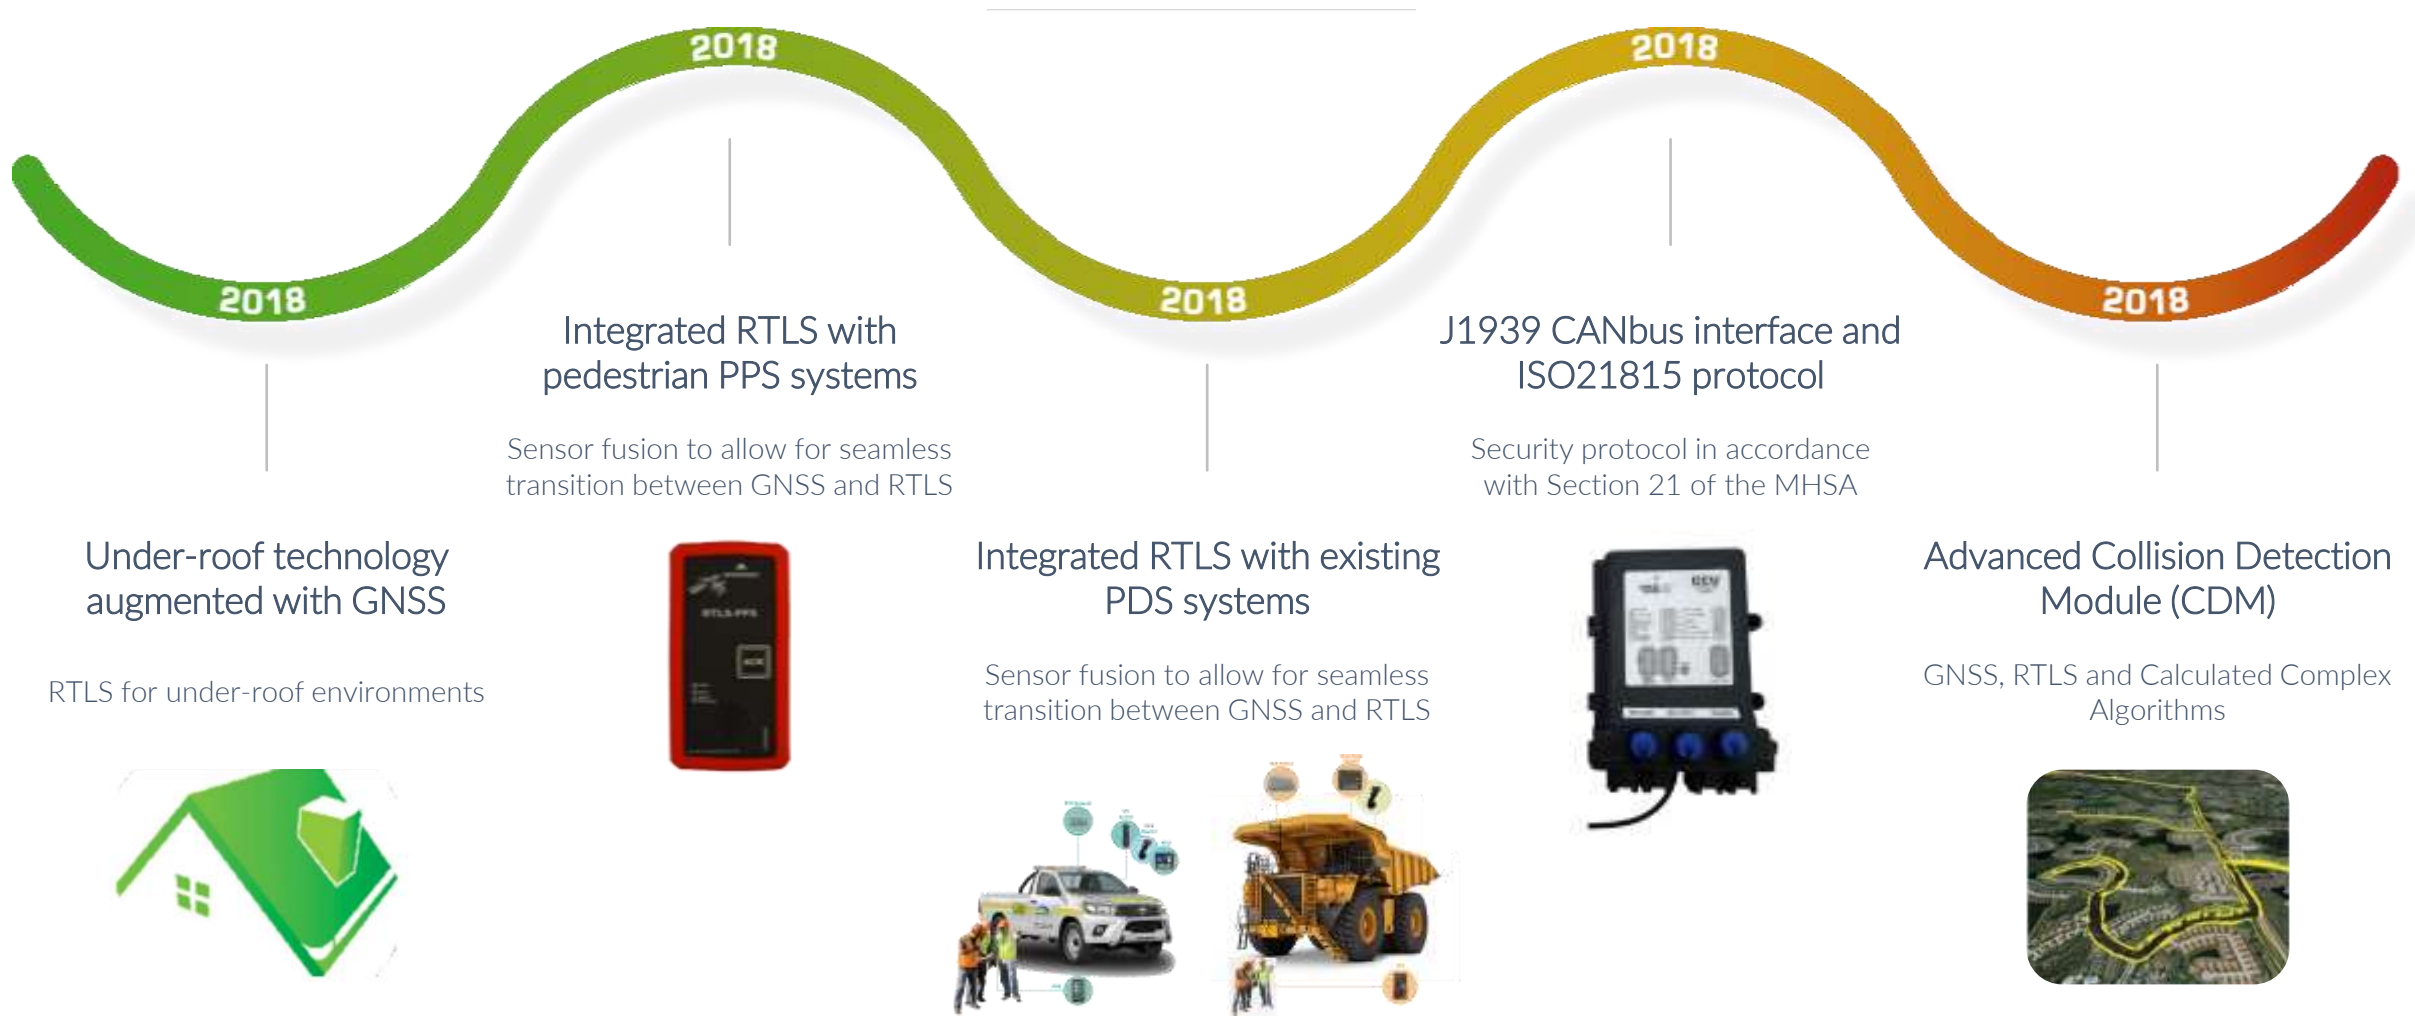 2018
Under-roof technology
augmented with GNSS
RTLS for under-roof environments
2018
Integrated RTLS with
pedestrian PPS systems
Sensor fusion to allow for seamless
transition between GNSS and RTLS
RTLS-PPS
2018
Integrated RTLS with existing
PDS systems
Sensor fusion to allow for seamless
transition between GNSS and RTLS
2018
J1939 CANbus interface and
ISO21815 protocol
Security protocol in accordance
with Section 21 of the MHSA
2018
Advanced Collision Detection
Module (CDM)
GNSS, RTLS and Calculated Complex
Algorithms